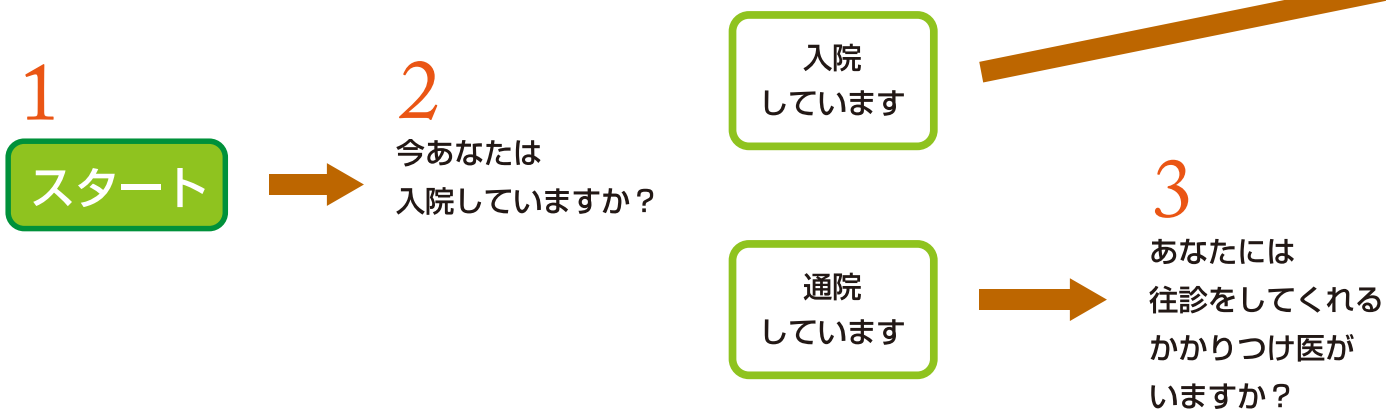 1
スタート
2
今あなたは
入院していますか？
入院
しています
通院
しています
3
あなたには
往診をしてくれる
かかりつけ医が
いますか？